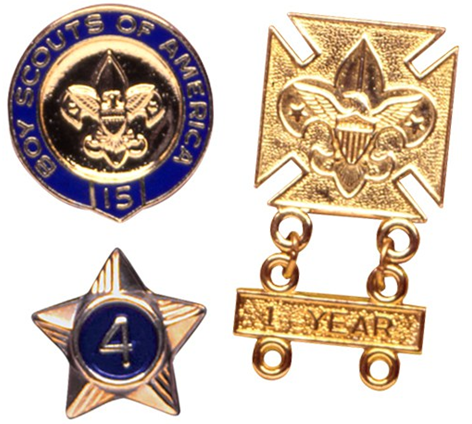 BOY SCOUTS OF AMERICA
15
1 YEAR
4